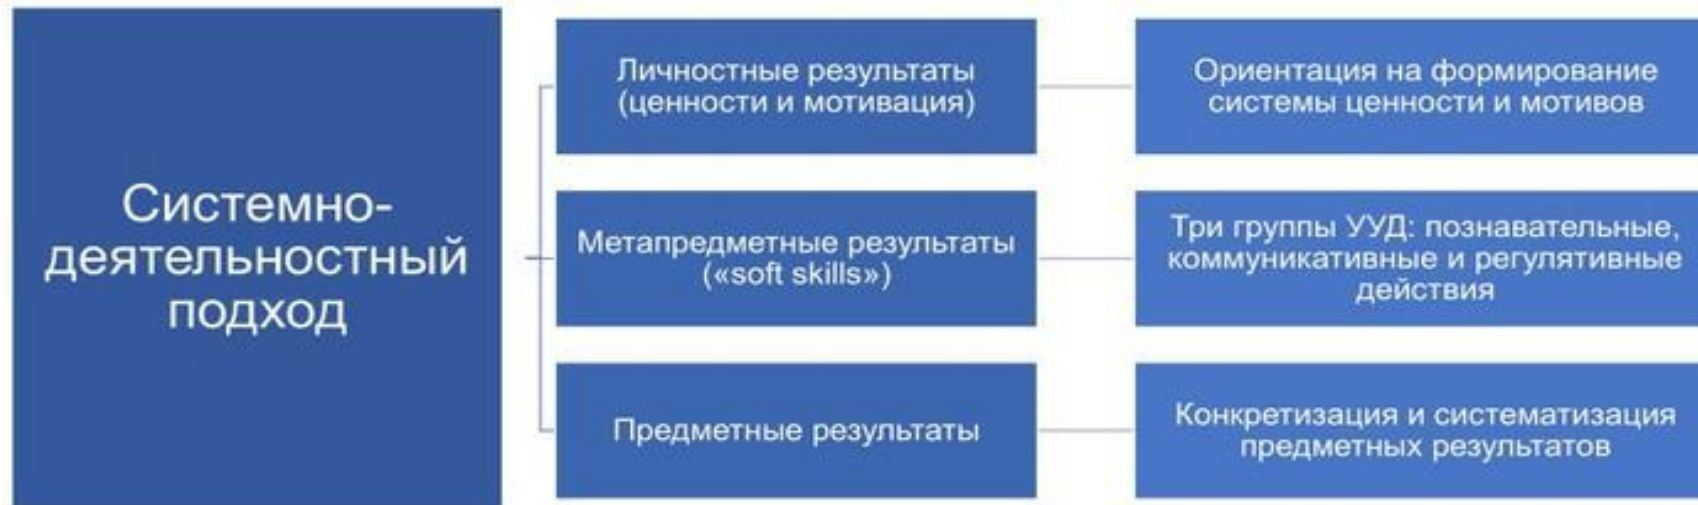 Системно-
деятельностный
подход
Личностные результаты
(ценности и мотивация)
Ориентация на формирование
системы ценности и мотивов
Метапредметные результаты
(«soft skills»)
Три группы УУД: познавательные,
коммуникативные и регулятивные
действия
Предметные результаты
Конкретизация и систематизация
предметных результатов